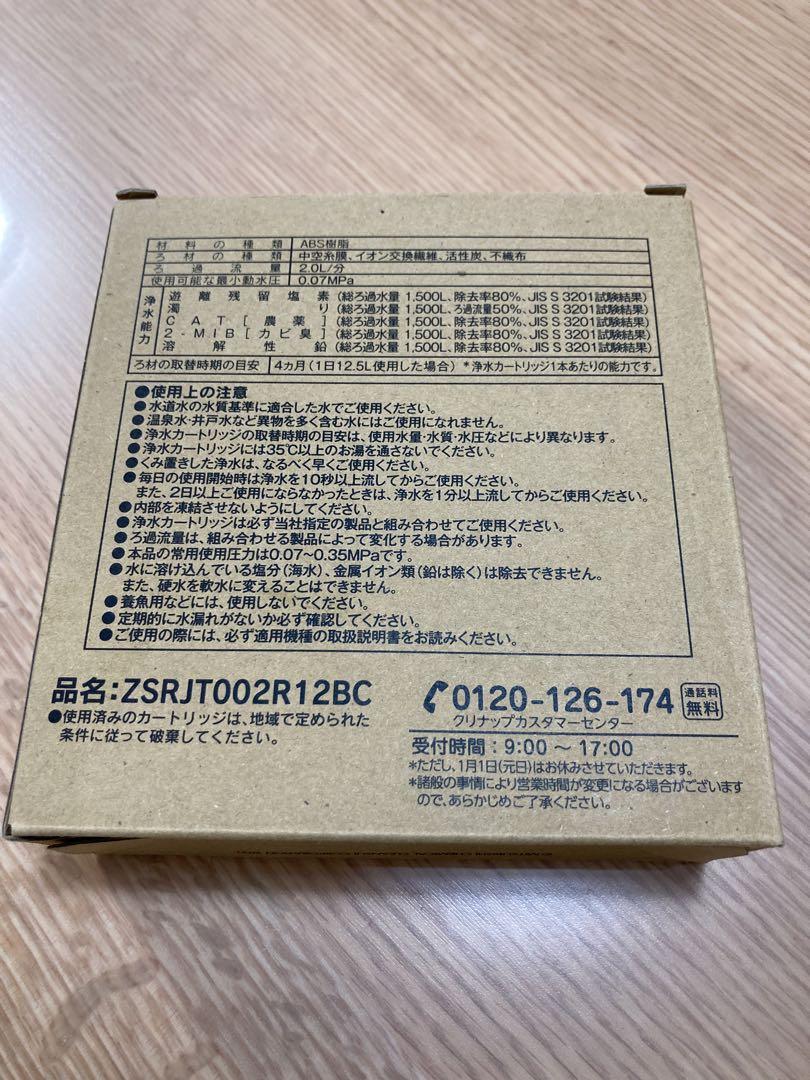 材料の種類 ABS樹脂
ろ材の種類 中空糸膜、イオン交換繊維、活性炭、不織布
ろ過流量 2.0L/分
使用可能な最小動水圧 0.07MPa
浄水能力
遊離残留塩素 (総ろ過水量 1,500L、除去率80%、JIS S 3201試験結果)
濁り (総ろ過水量 1,500L、ろ過流量50%、JIS S 3201試験結果)
CAT[農薬] (総ろ過水量 1,500L、除去率80%、JIS S 3201試験結果)
2-MIB[カビ臭] (総ろ過水量 1,500L、除去率80%、JIS S 3201試験結果)
溶解性鉛 (総ろ過水量 1,500L、除去率80%、JIS S 3201試験結果)
ろ材の取替時期の目安 4ヵ月(1日12.5L使用した場合) *浄水カートリッジ1本あたりの能力です。
●使用上の注意
●水道水の水質基準に適合した水でご使用ください。
●温泉水・井戸水など異物を多く含む水にはご使用になれません。
●浄水カートリッジの取替時期の目安は、使用水量・水質・水圧などにより異なります。
●浄水カートリッジには35℃以上のお湯を通さないでください。
●くみ置きした浄水は、なるべく早くご使用ください。
●毎日の使用開始時は浄水を10秒以上流してからご使用ください。
また、2日以上ご使用にならなかったときは、浄水を1分以上流してからご使用ください。
●内部を凍結させないようにしてください。
●浄水カートリッジは必ず当社指定の製品と組み合わせてご使用ください。
●ろ過流量は、組み合わせる製品によって変化する場合があります。
●本品の常用使用圧力は0.07~0.35MPaです。
●水に溶け込んでいる塩分(海水)、金属イオン類(鉛は除く)は除去できません。
また、硬水を軟水に変えることはできません。
●養魚用などには、使用しないでください。
●定期的に水漏れがないか必ず確認してください。
●ご使用の際には、必ず適用機種の取扱説明書をお読みください。
品名:ZSRJT002R12BC
●使用済みのカートリッジは、地域で定められた
条件に従って破棄してください。
0120-126-174 通話料無料
クリナップカスタマーセンター
受付時間:9:00 ~ 17:00
*ただし、1月1日(元日)はお休みさせていただきます。
*諸般の事情により営業時間が変更になる場合がございます
ので、あらかじめご了承ください。